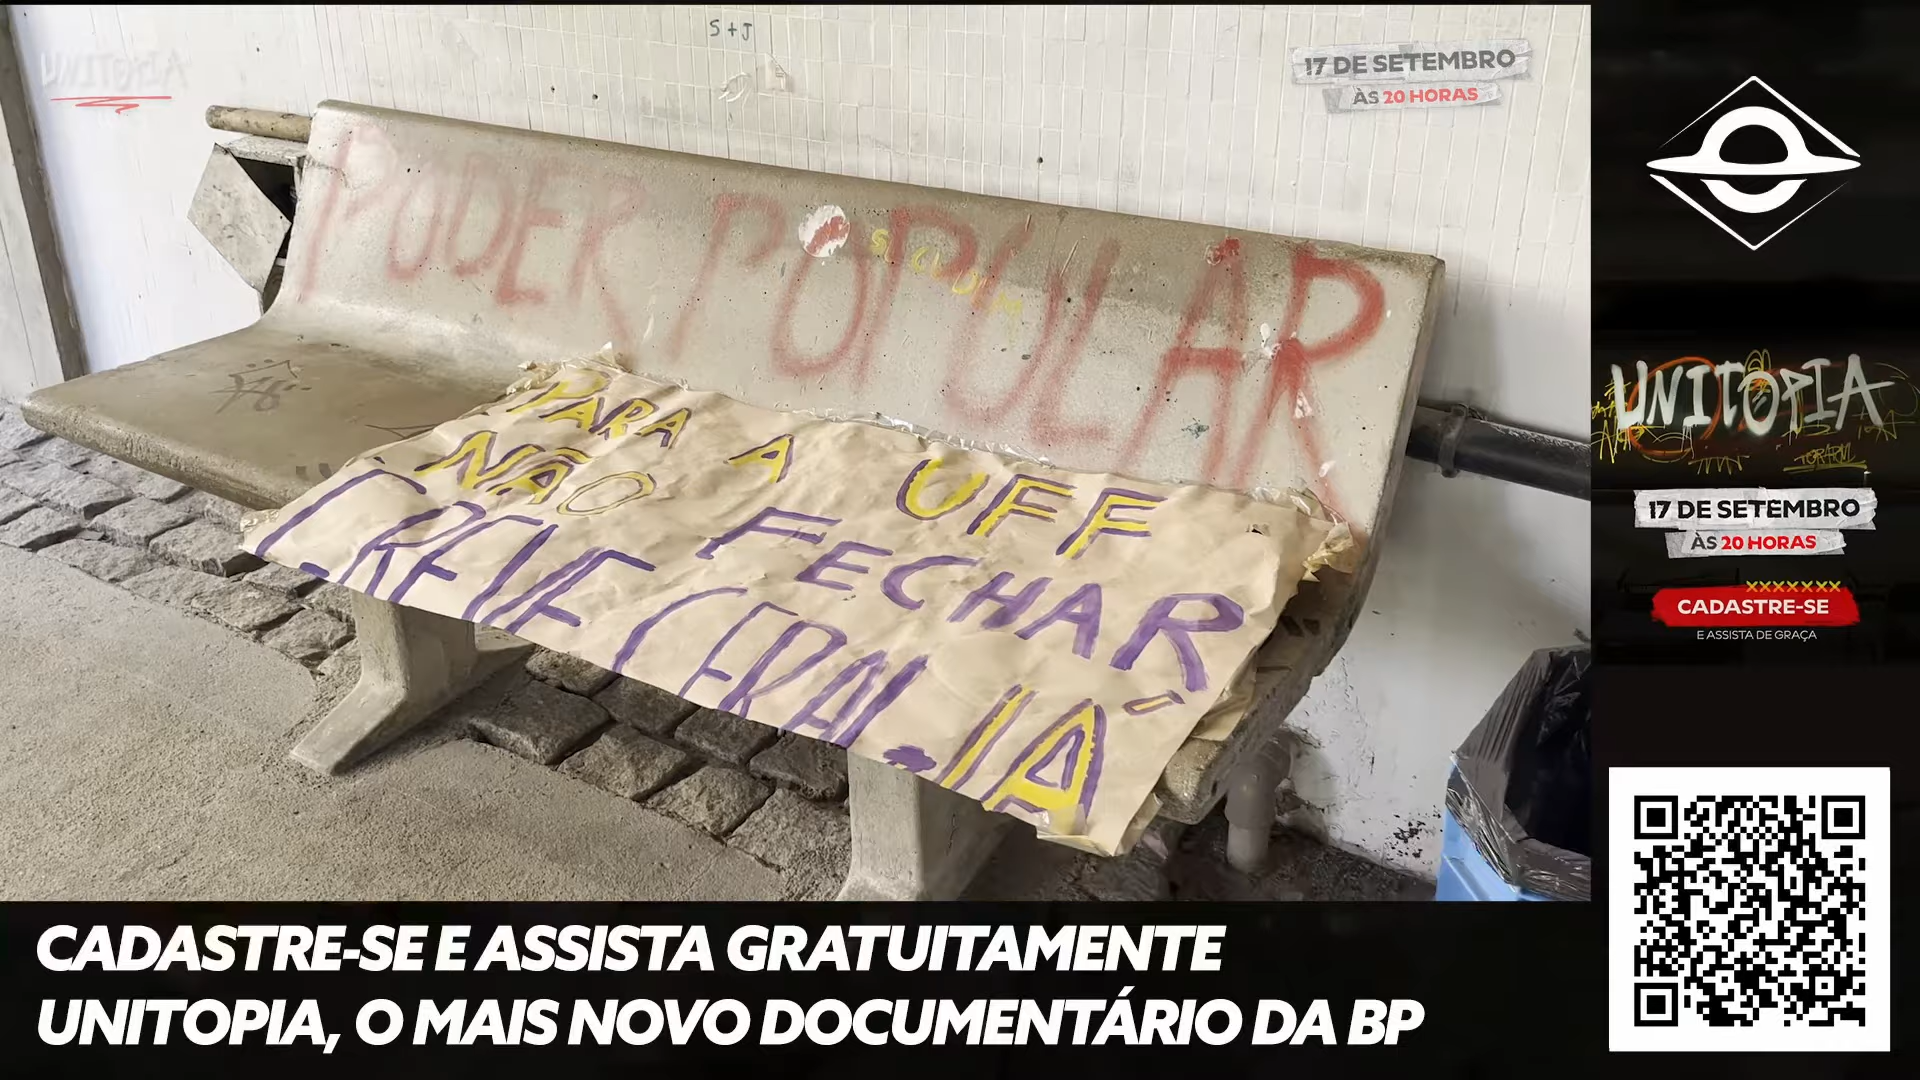 UNITOPIA
S+J
17 DE SETEMBRO
ÀS 20 HORAS
PODER POPULAR
PARA A UFF
NÃO FECHAR
GREVE GERAL JÁ
UNITOPIA
17 DE SETEMBRO
ÀS 20 HORAS
XXXXXXX
CADASTRE-SE
E ASSISTA DE GRAÇA
CADASTRE-SE E ASSISTA GRATUITAMENTE
UNITOPIA, O MAIS NOVO DOCUMENTÁRIO DA BP